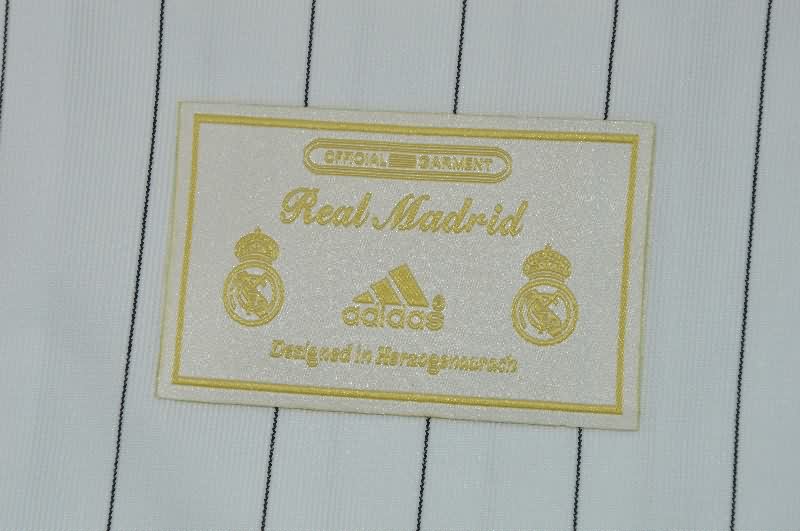 OFFICIAL GARMENT
Real Madrid
adidas
Designed in Herzogenaurach